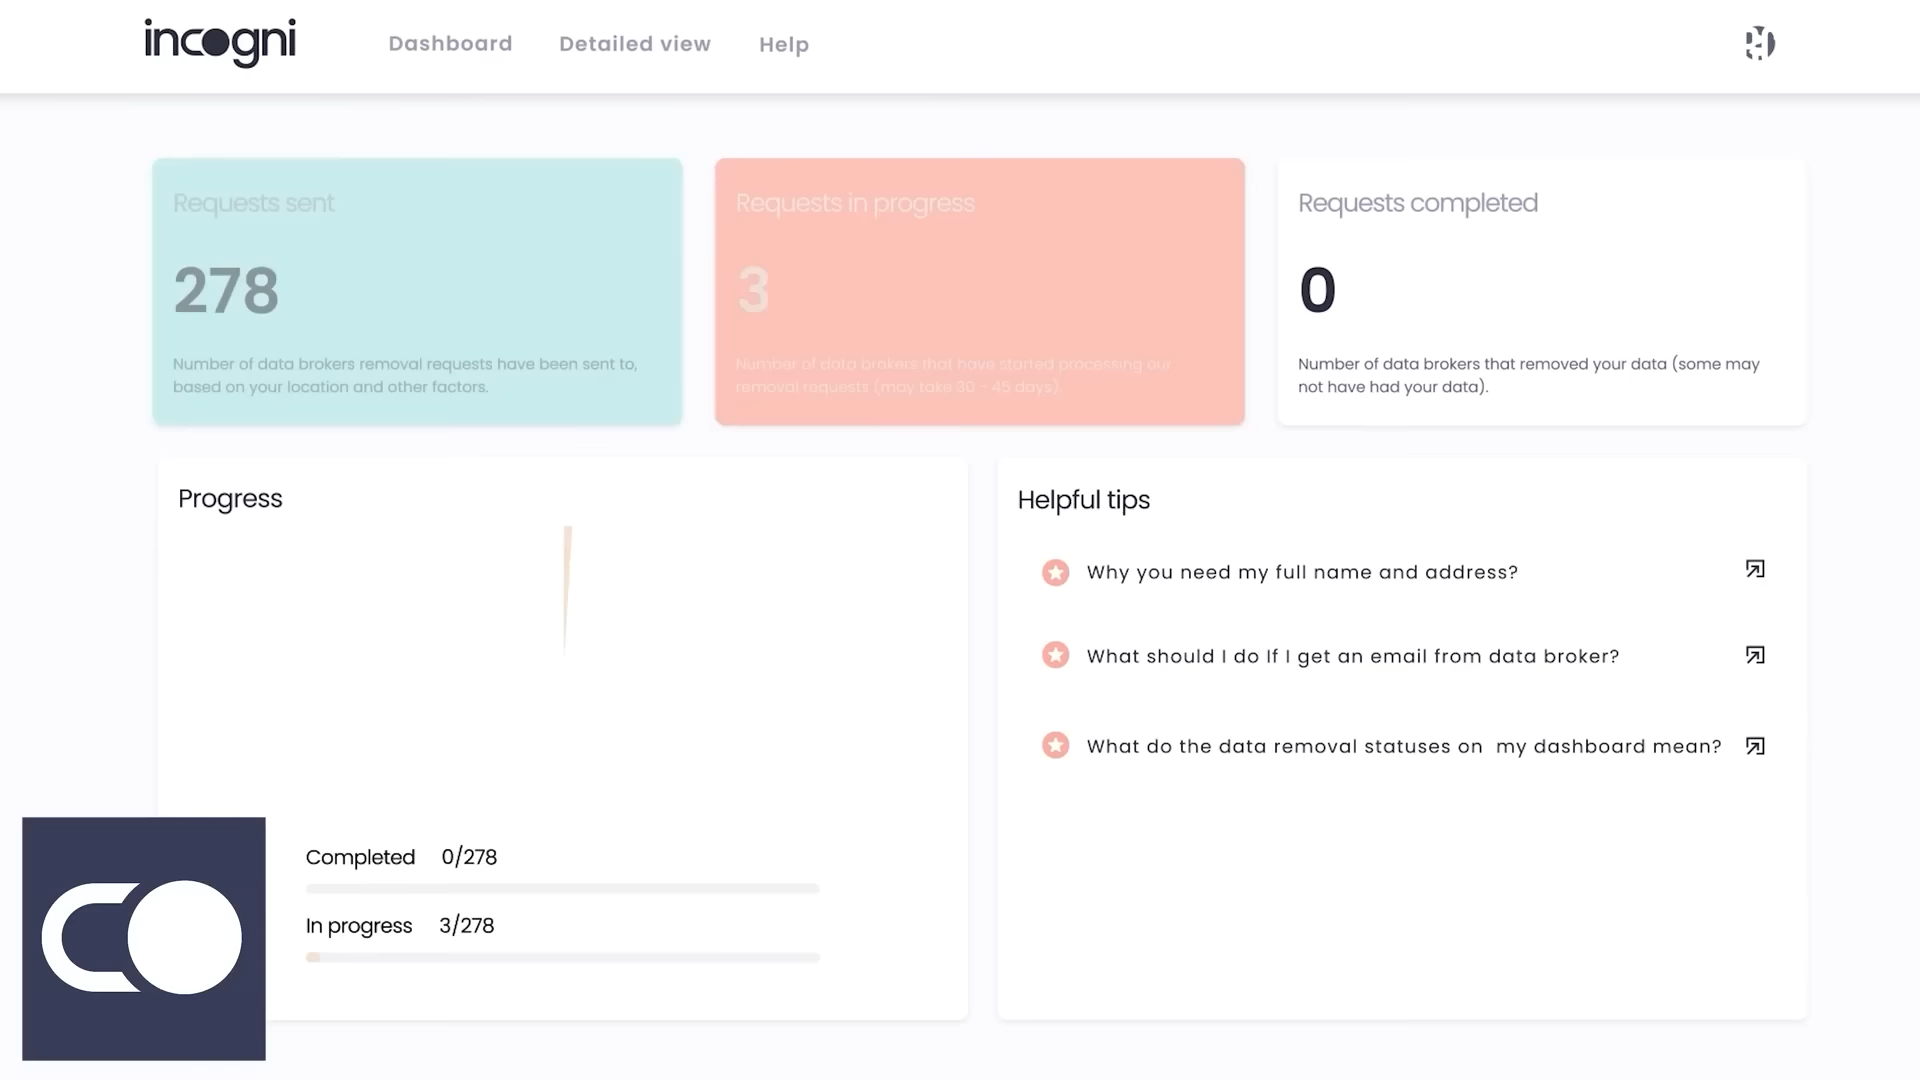 incogni
Dashboard
Detailed view
Help
Requests sent
278
Number of data brokers removal requests have been sent to,
based on your location and other factors.
Requests in progress
3
Number of data brokers that have started processing our
removal requests (may take 30 - 45 days).
Requests completed
0
Number of data brokers that removed your data (some may
not have had your data).
Progress
Completed 0/278
In progress 3/278
Helpful tips
Why you need my full name and address?
What should I do If I get an email from data broker?
What do the data removal statuses on my dashboard mean?